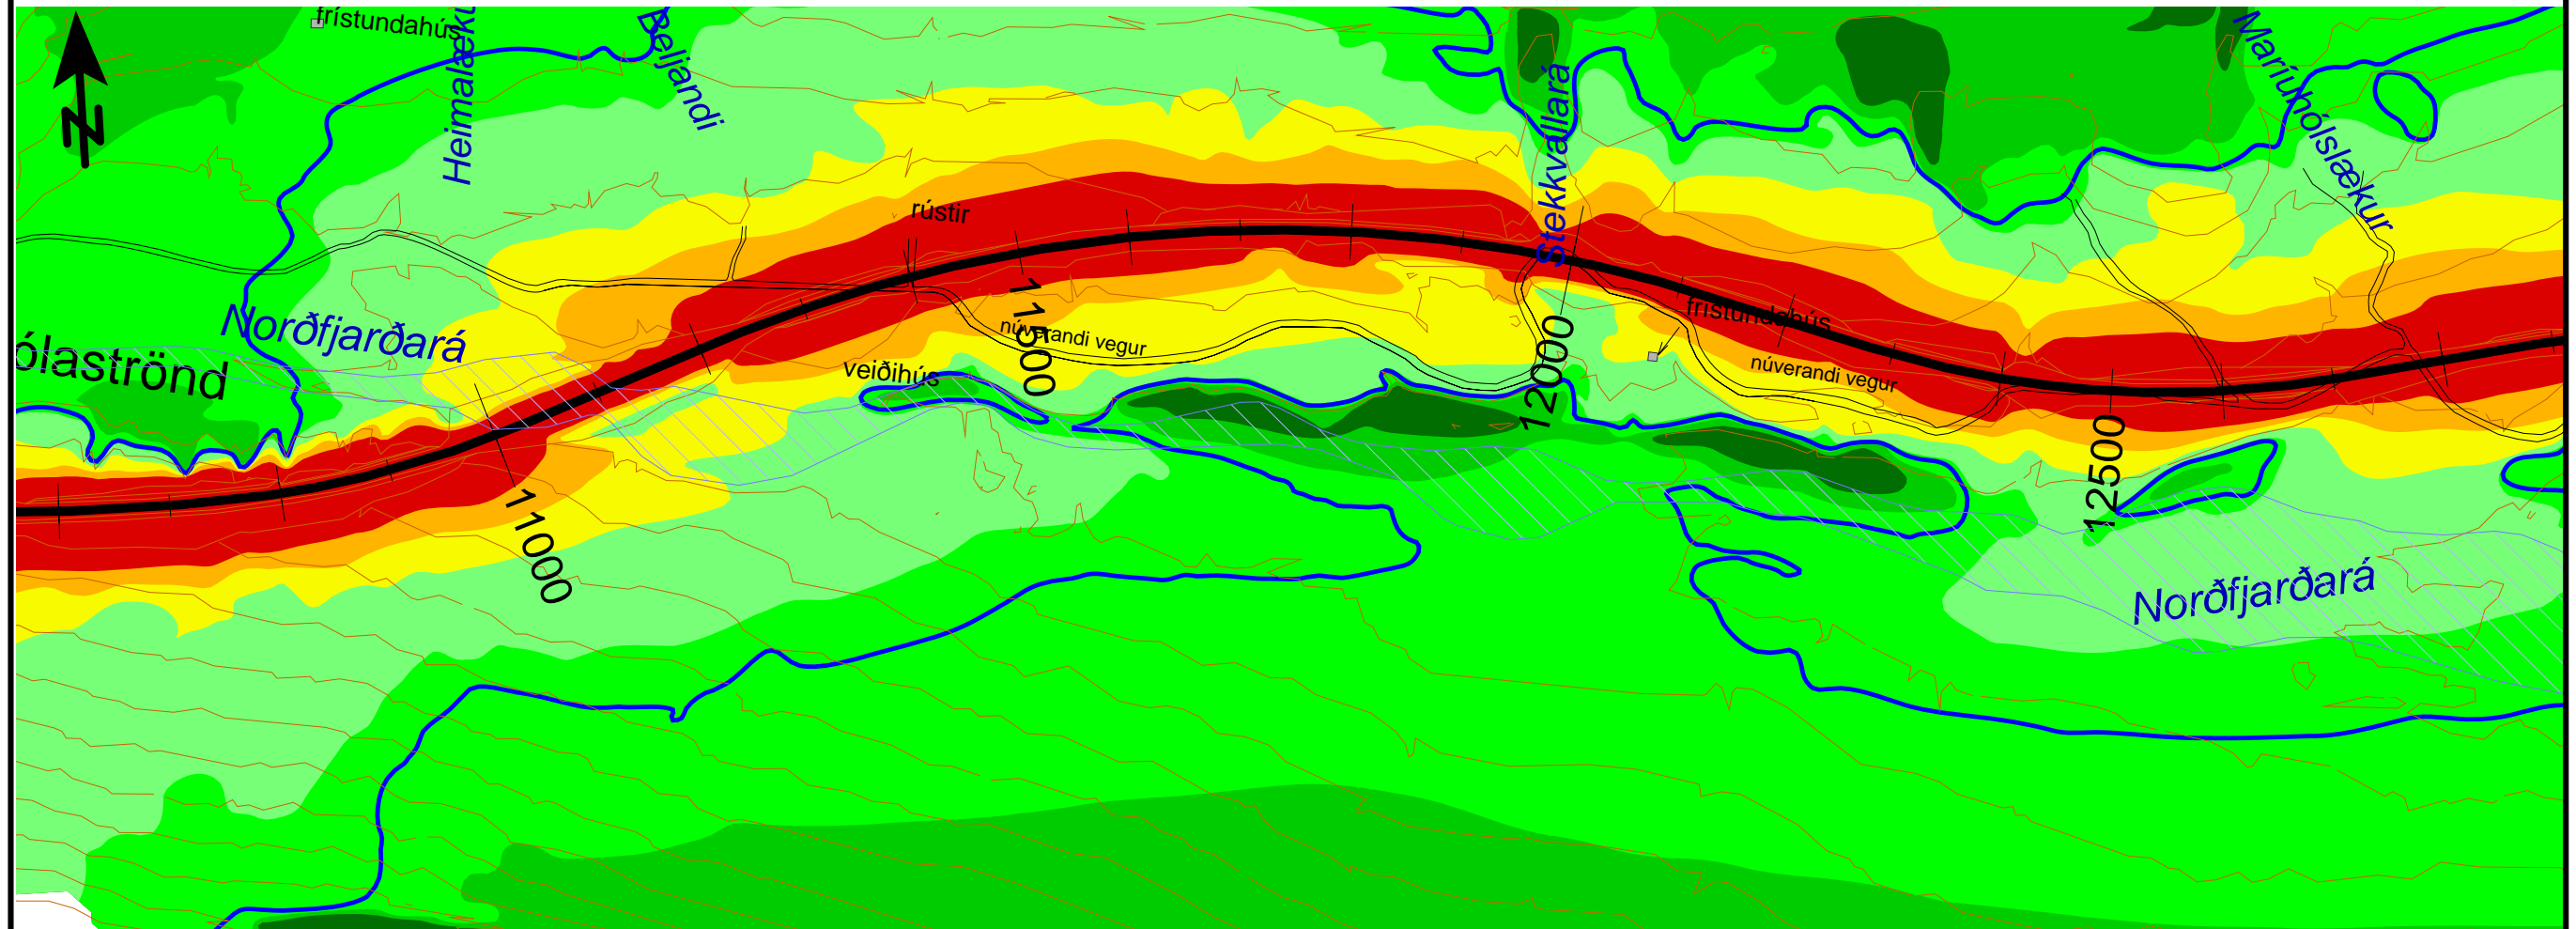 frístundahús
Heimalæku
Beljandi
Stekkvallará
Maríuhólslækur
rústir
Norðfjarðará
ólaströnd
11500
núverandi vegur
veiðihús
12000
frístundahús
núverandi vegur
12500
11000
Norðfjarðará